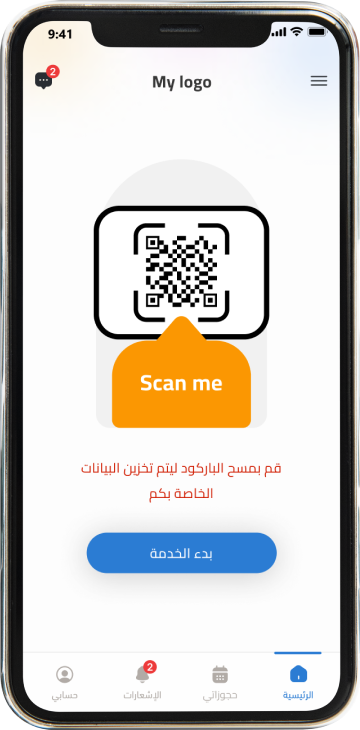 9:41
2
My logo
Scan me
قم بمسح الباركود ليتم تخزين البيانات
الخاصة بكم
بدء الخدمة
2
الرئيسية
حجوزاتي
الإشعارات
حسابي